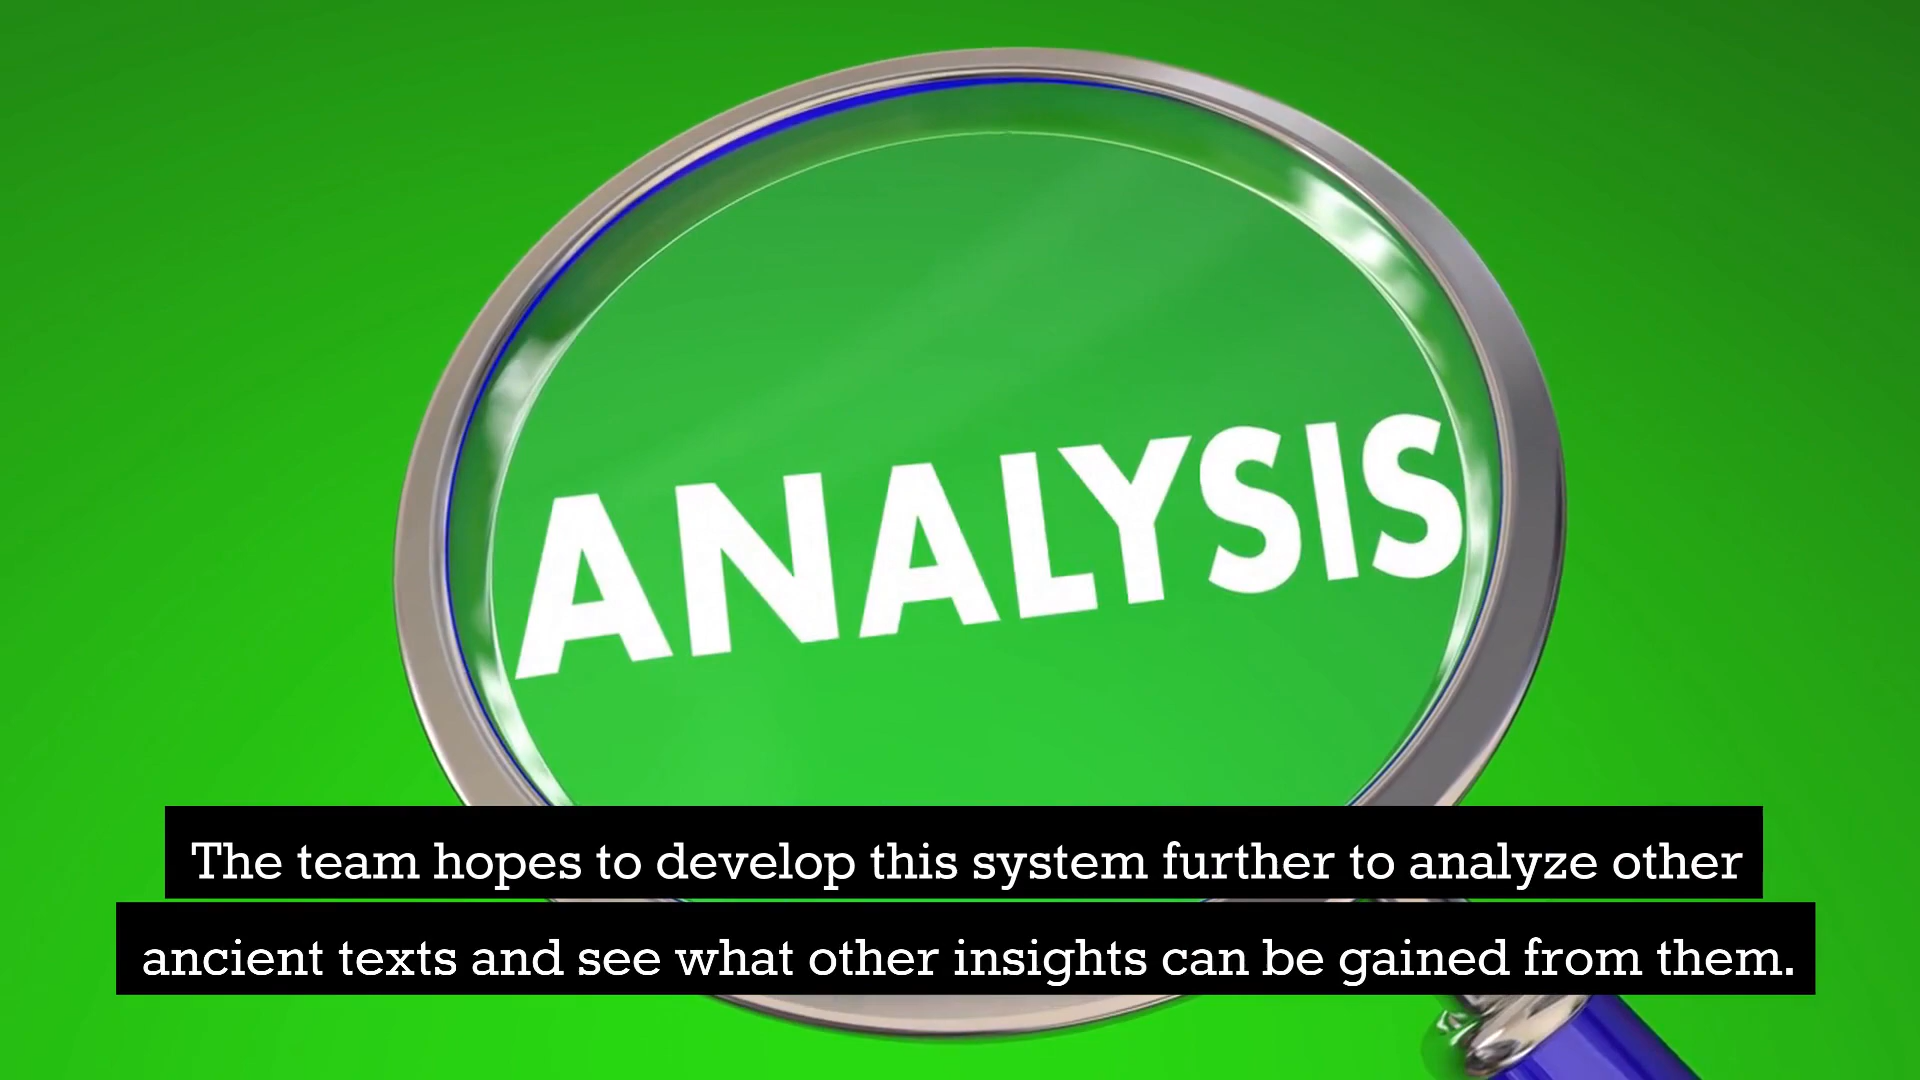 ANALYSIS
The team hopes to develop this system further to analyze other
ancient texts and see what other insights can be gained from them.